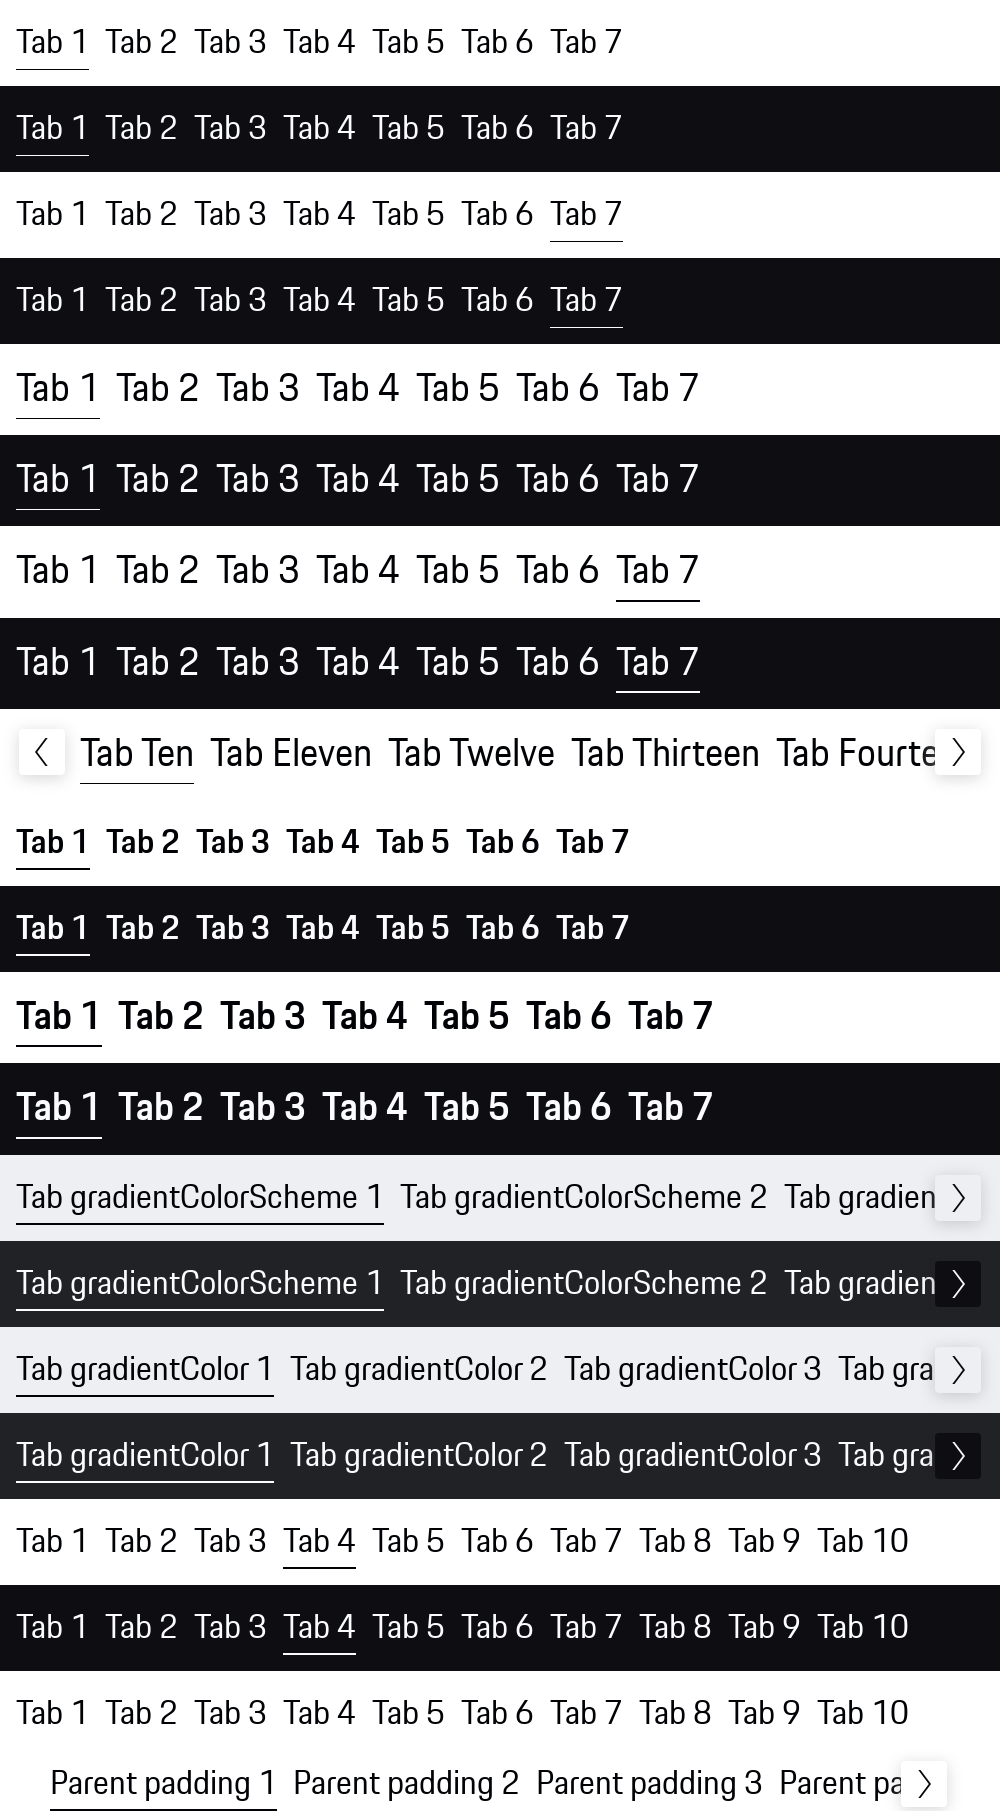 Tab 1 Tab 2 Tab 3 Tab 4 Tab 5 Tab 6 Tab 7
Tab 1 Tab 2 Tab 3 Tab 4 Tab 5 Tab 6 Tab 7
Tab 1 Tab 2 Tab 3 Tab 4 Tab 5 Tab 6 Tab 7
Tab 1 Tab 2 Tab 3 Tab 4 Tab 5 Tab 6 Tab 7
Tab 1 Tab 2 Tab 3 Tab 4 Tab 5 Tab 6 Tab 7
Tab 1 Tab 2 Tab 3 Tab 4 Tab 5 Tab 6 Tab 7
Tab 1 Tab 2 Tab 3 Tab 4 Tab 5 Tab 6 Tab 7
Tab 1 Tab 2 Tab 3 Tab 4 Tab 5 Tab 6 Tab 7
Tab Ten Tab Eleven Tab Twelve Tab Thirteen Tab Fourte
Tab 1 Tab 2 Tab 3 Tab 4 Tab 5 Tab 6 Tab 7
Tab 1 Tab 2 Tab 3 Tab 4 Tab 5 Tab 6 Tab 7
Tab 1 Tab 2 Tab 3 Tab 4 Tab 5 Tab 6 Tab 7
Tab 1 Tab 2 Tab 3 Tab 4 Tab 5 Tab 6 Tab 7
Tab gradientColorScheme 1 Tab gradientColorScheme 2 Tab gradien
Tab gradientColorScheme 1 Tab gradientColorScheme 2 Tab gradien
Tab gradientColor 1 Tab gradientColor 2 Tab gradientColor 3 Tab gra
Tab gradientColor 1 Tab gradientColor 2 Tab gradientColor 3 Tab gra
Tab 1 Tab 2 Tab 3 Tab 4 Tab 5 Tab 6 Tab 7 Tab 8 Tab 9 Tab 10
Tab 1 Tab 2 Tab 3 Tab 4 Tab 5 Tab 6 Tab 7 Tab 8 Tab 9 Tab 10
Tab 1 Tab 2 Tab 3 Tab 4 Tab 5 Tab 6 Tab 7 Tab 8 Tab 9 Tab 10
Parent padding 1 Parent padding 2 Parent padding 3 Parent pa